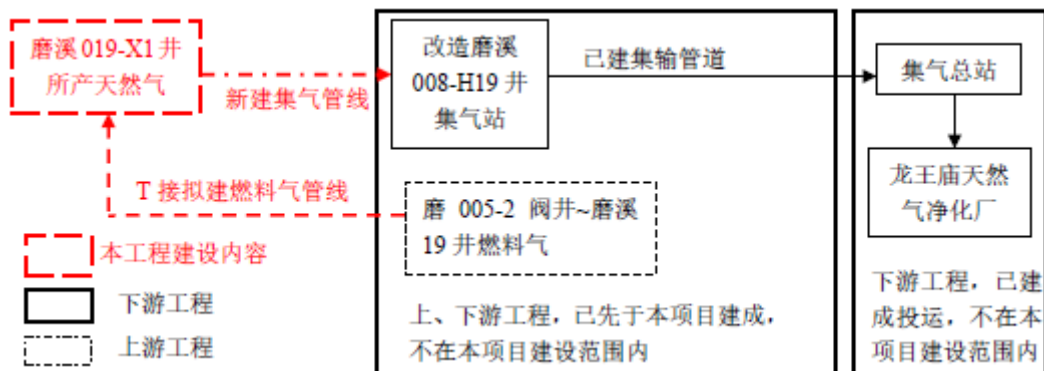 磨溪 019-X1 井
所产天然气
新建集气管线
改造磨溪
008-H19 井
集气站
已建集输管道
集气总站
龙王庙天然
气净化厂
T 接拟建燃料气管线
磨 005-2 阀井~磨溪
19 井燃料气
本工程建设内容
下游工程
上游工程
上、下游工程，已先于本项目建成，
不在本项目建设范围内
下游工程，已建
成投运，不在本
项目建设范围内